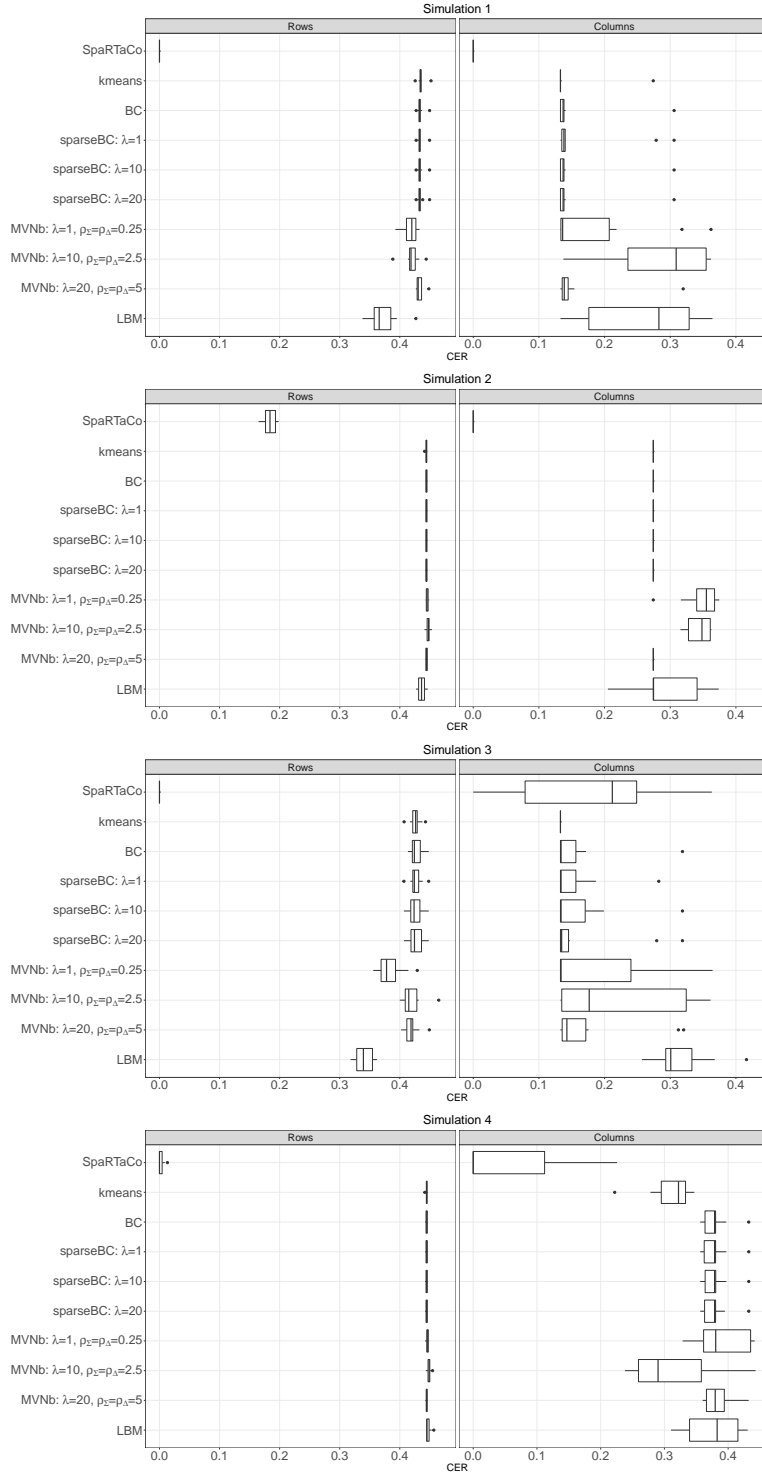 Simulation 1
Rows Columns
SpaRTaCo
kmeans
BC
sparseBC: λ=1
sparseBC: λ=10
sparseBC: λ=20
MVNb: λ=1, ρΣ=ρΔ=0.25
MVNb: λ=10, ρΣ=ρΔ=2.5
MVNb: λ=20, ρΣ=ρΔ=5
LBM
0.0 0.1 0.2 0.3 0.4 0.0 0.1 0.2 0.3 0.4
CER
Simulation 2
Rows Columns
SpaRTaCo
kmeans
BC
sparseBC: λ=1
sparseBC: λ=10
sparseBC: λ=20
MVNb: λ=1, ρΣ=ρΔ=0.25
MVNb: λ=10, ρΣ=ρΔ=2.5
MVNb: λ=20, ρΣ=ρΔ=5
LBM
0.0 0.1 0.2 0.3 0.4 0.0 0.1 0.2 0.3 0.4
CER
Simulation 3
Rows Columns
SpaRTaCo
kmeans
BC
sparseBC: λ=1
sparseBC: λ=10
sparseBC: λ=20
MVNb: λ=1, ρΣ=ρΔ=0.25
MVNb: λ=10, ρΣ=ρΔ=2.5
MVNb: λ=20, ρΣ=ρΔ=5
LBM
0.0 0.1 0.2 0.3 0.4 0.0 0.1 0.2 0.3 0.4
CER
Simulation 4
Rows Columns
SpaRTaCo
kmeans
BC
sparseBC: λ=1
sparseBC: λ=10
sparseBC: λ=20
MVNb: λ=1, ρΣ=ρΔ=0.25
MVNb: λ=10, ρΣ=ρΔ=2.5
MVNb: λ=20, ρΣ=ρΔ=5
LBM
0.0 0.1 0.2 0.3 0.4 0.0 0.1 0.2 0.3 0.4
CER